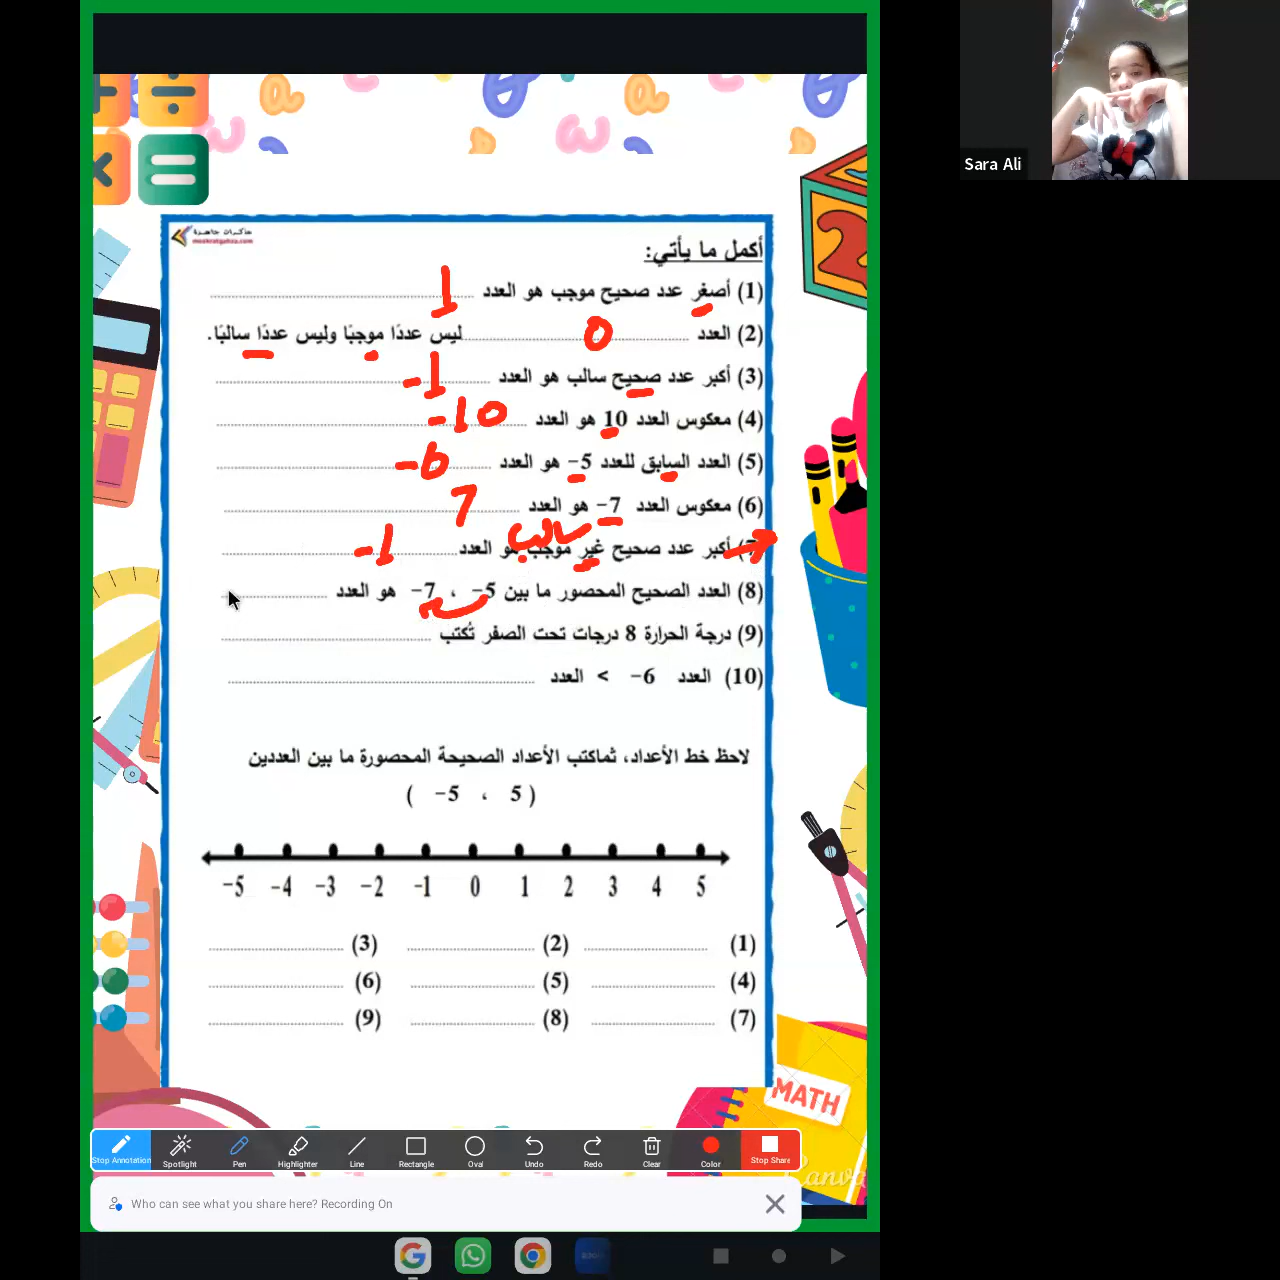 Sara Ali
مذكرات جاهزة
mozkratgahza.com
أكمل ما يأتي:
(1) أصغر عدد صحيح موجب هو العدد 1
(2) العدد 0 ليس عددًا موجبًا وليس عددًا سالبًا.
(3) أكبر عدد صحيح سالب هو العدد -1
(4) معكوس العدد 10 هو العدد -10
(5) العدد السابق للعدد -5 هو العدد -6
(6) معكوس العدد -7 هو العدد 7
سالب
(7) أكبر عدد صحيح غير موجب هو العدد -1
(8) العدد الصحيح المحصور ما بين -5 ، -7 هو العدد
(9) درجة الحرارة 8 درجات تحت الصفر تُكتب
(10) العدد -6 > العدد
لاحظ خط الأعداد، ثماكتب الأعداد الصحيحة المحصورة ما بين العددين
( -5 ، 5 )
-5 -4 -3 -2 -1 0 1 2 3 4 5
(1) (2) (3)
(4) (5) (6)
(7) (8) (9)
MATH
Stop Annotation Spotlight Pen Highlighter Line Rectangle Oval Undo Redo Clear Color Stop Share
Who can see what you share here? Recording On